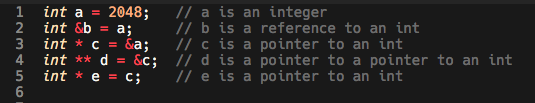 1 int a = 2048; // a is an integer
2 int &b = a; // b is a reference to an int
3 int * c = &a; // c is a pointer to an int
4 int ** d = &c; // d is a pointer to a pointer to an int
5 int * e = c; // e is a pointer to an int
6